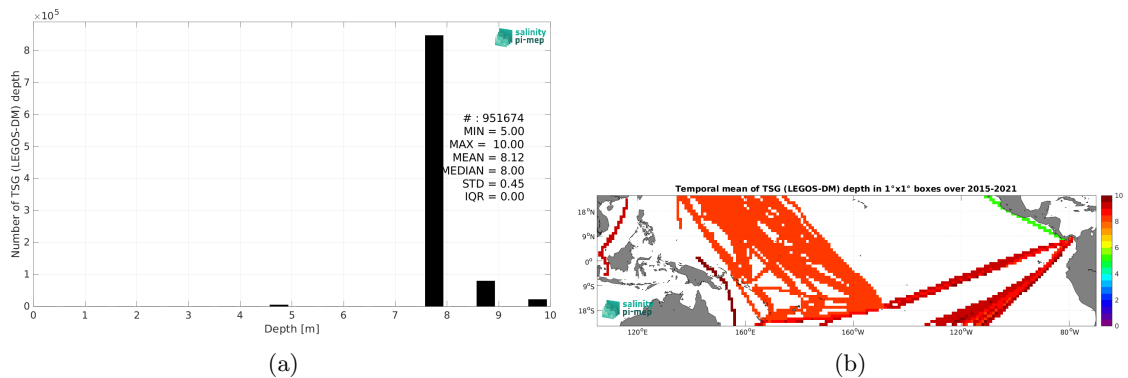 ×10⁵
8
7
6
5
4
3
2
1
0
Number of TSG (LEGOS-DM) depth
0 1 2 3 4 5 6 7 8 9 10
Depth [m]
salinity
pi-mep
# : 951674
MIN = 5.00
MAX = 10.00
MEAN = 8.12
MEDIAN = 8.00
STD = 0.45
IQR = 0.00
(a)
Temporal mean of TSG (LEGOS-DM) depth in 1°x1° boxes over 2015-2021
18°N
9°N
0°
9°S
18°S
120°E 160°E 160°W 120°W 80°W
salinity
pi-mep
10
8
6
4
2
0
(b)